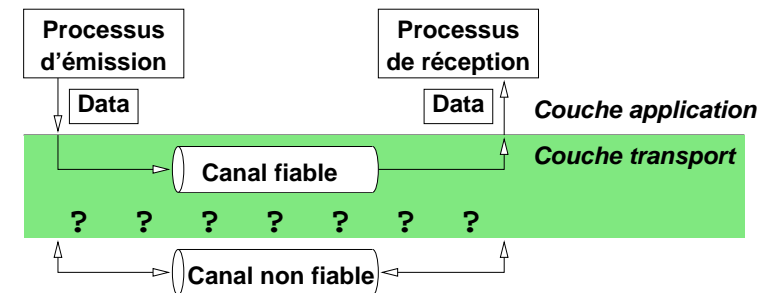 Processus
d'émission
Processus
de réception
Data
Data
Couche application
Couche transport
Canal fiable
? ? ? ? ? ? ?
Canal non fiable